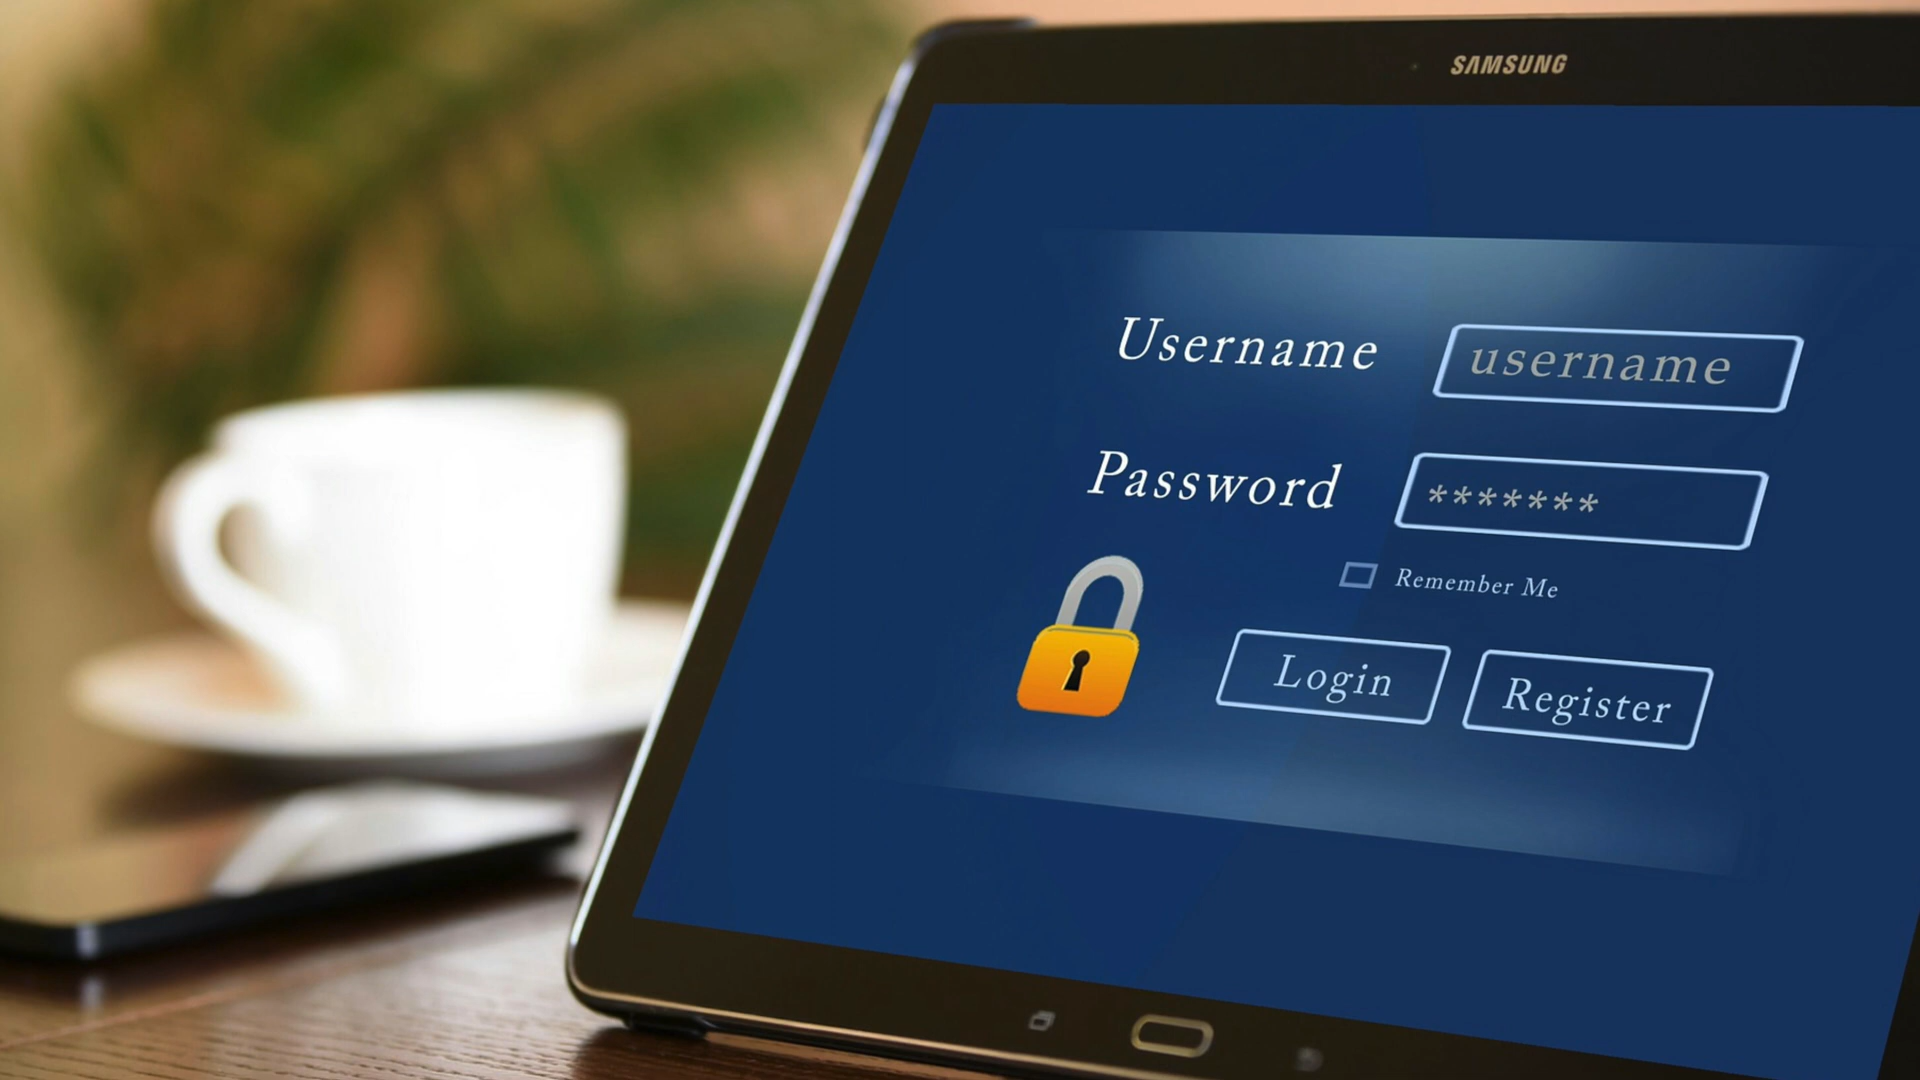 SAMSUNG
Username username
Password *******
Remember Me
Login Register